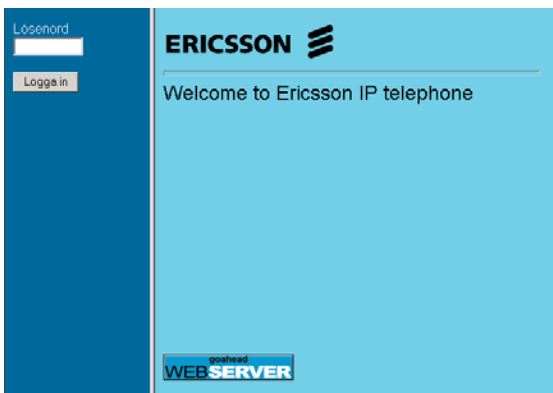 Lösenord
Logga in
ERICSSON
Welcome to Ericsson IP telephone
goahead
WEBSERVER